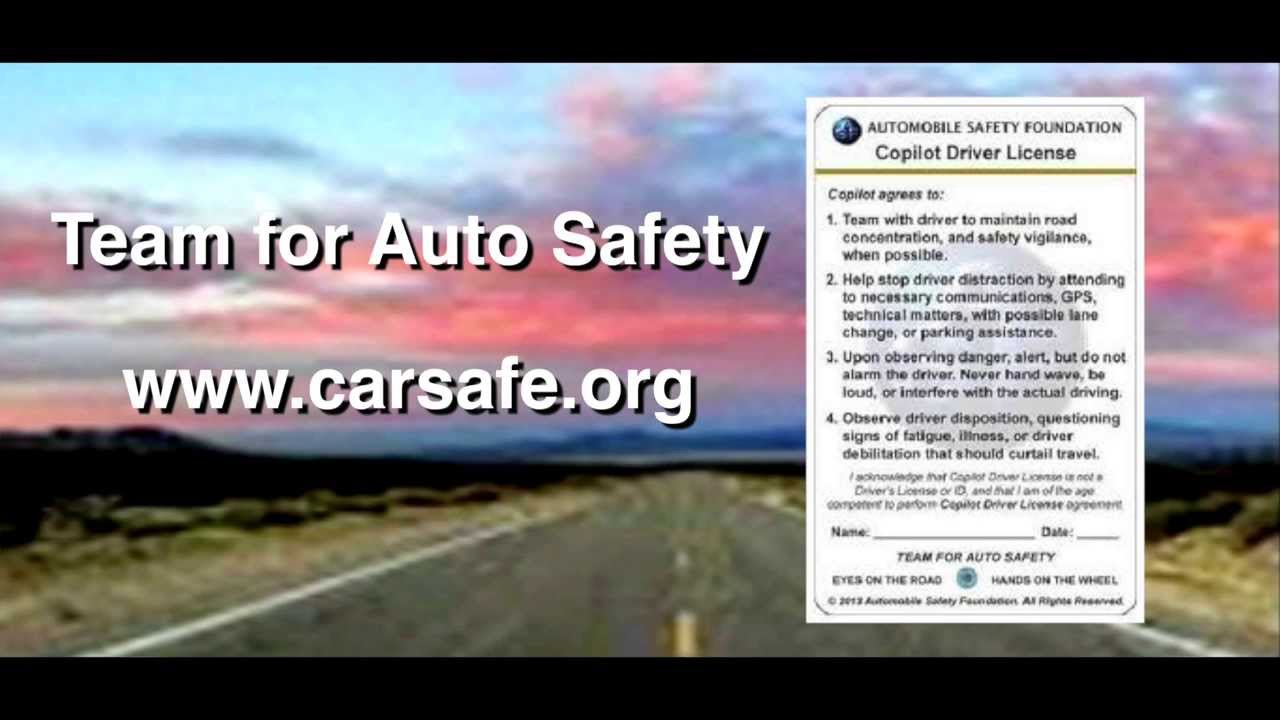 Team for Auto Safety
www.carsafe.org
AUTOMOBILE SAFETY FOUNDATION
Copilot Driver License
Copilot agrees to:
1. Team with driver to maintain road
concentration, and safety vigilance,
when possible.
2. Help stop driver distraction by attending
to necessary communications, GPS,
technical matters, with possible lane
change, or parking assistance.
3. Upon observing danger, alert, but do not
alarm the driver. Never hand wave, be
loud, or interfere with the actual driving.
4. Observe driver disposition, questioning
signs of fatigue, illness, or driver
debilitation that should curtail travel.
I acknowledge that Copilot Driver License is not a
Driver's License or ID, and that I am of the age
competent to perform Copilot Driver License agreement
Name: ____________________ Date: _____
TEAM FOR AUTO SAFETY
EYES ON THE ROAD HANDS ON THE WHEEL
© 2013 Automobile Safety Foundation. All Rights Reserved.